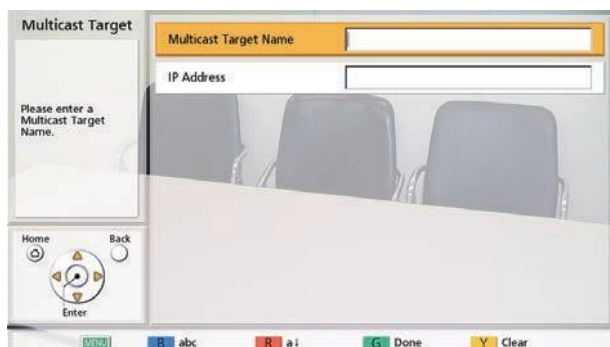 Multicast Target
Please enter a
Multicast Target
Name.
Multicast Target Name
IP Address
Home
Back
Enter
MENU
B abc
R a↓
G Done
Y Clear